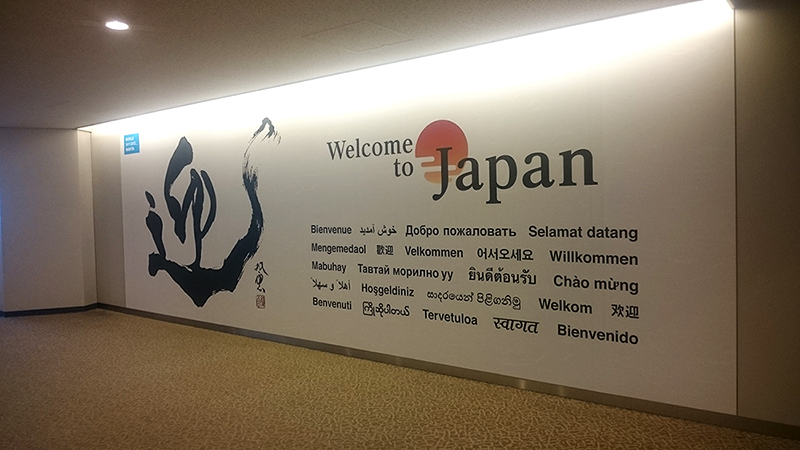 迎
Welcome
to Japan
Bienvenue خوش آمدید Добро пожаловать Selamat datang
Mengemedaol 歡迎 Velkommen 어서오세요 Willkommen
Mabuhay Тавтай морилно уу ยินดีต้อนรับ Chào mừng
أهلاً و سهلاً Hoşgeldiniz සාදරයෙන් පිළිගනිමු Welkom 欢迎
Benvenuti ကြိုဆိုပါတယ် Tervetuloa स्वागत Bienvenido